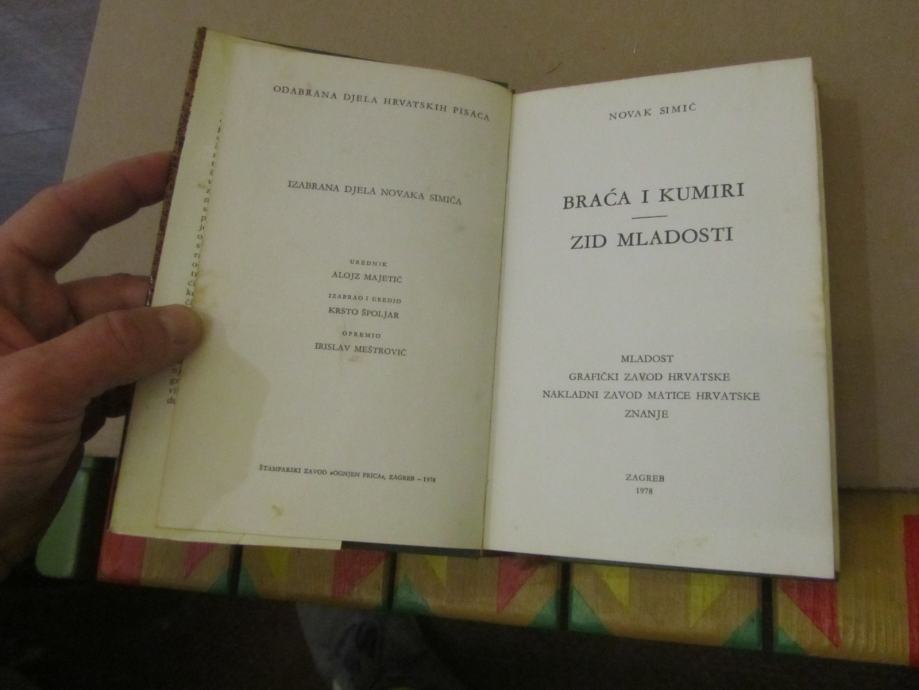 ODABRANA DJELA HRVATSKIH PISACA
IZABRANA DJELA NOVAKA SIMIĆA
UREDNIK
ALOJZ MAJETIĆ
IZABRAO I UREDIO
KRSTO ŠPOLJAR
OPREMIO
IRISLAV MEŠTROVIĆ
ŠTAMPARSKI ZAVOD »OGNJEN PRICA«, ZAGREB – 1978
NOVAK SIMIĆ
BRAĆA I KUMIRI
ZID MLADOSTI
MLADOST
GRAFIČKI ZAVOD HRVATSKE
NAKLADNI ZAVOD MATICE HRVATSKE
ZNANJE
ZAGREB
1978